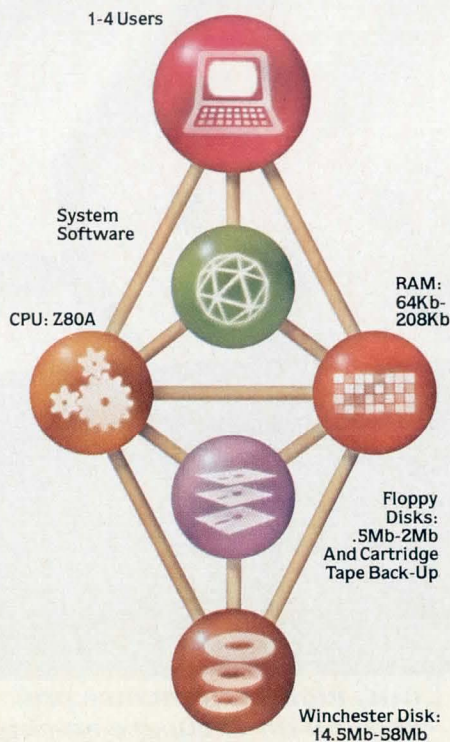 1-4 Users
System
Software
CPU: Z80A
RAM:
64Kb-
208Kb
Floppy
Disks:
.5Mb-2Mb
And Cartridge
Tape Back-Up
Winchester Disk:
14.5Mb-58Mb